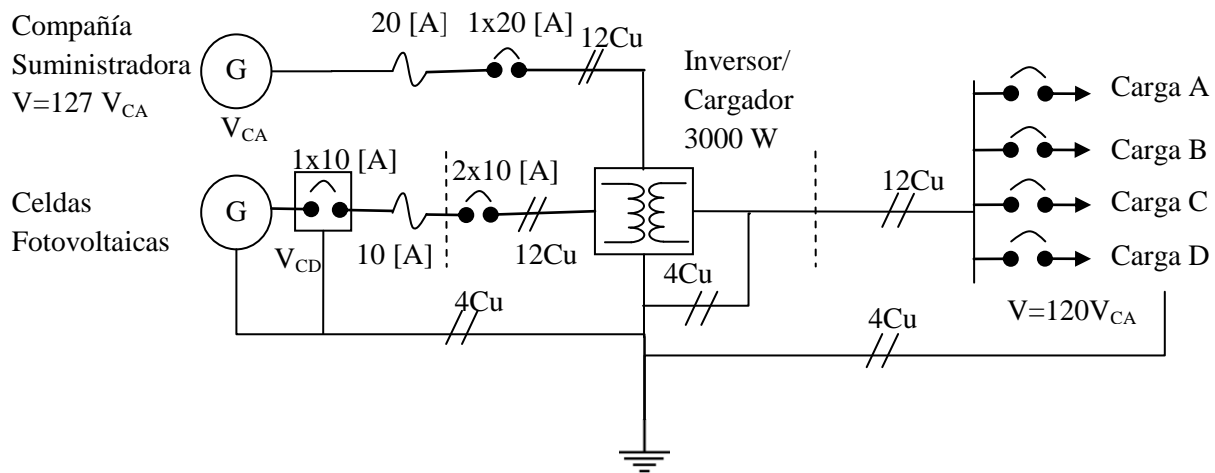 Compañía
Suministradora
V=127 VCA
G
VCA
20 [A]
1x20 [A]
12Cu
Inversor/
Cargador
3000 W
Celdas
Fotovoltaicas
G
1x10 [A]
VCD
10 [A]
2x10 [A]
12Cu
4Cu
4Cu
12Cu
Carga A
Carga B
Carga C
Carga D
V=120VCA
4Cu